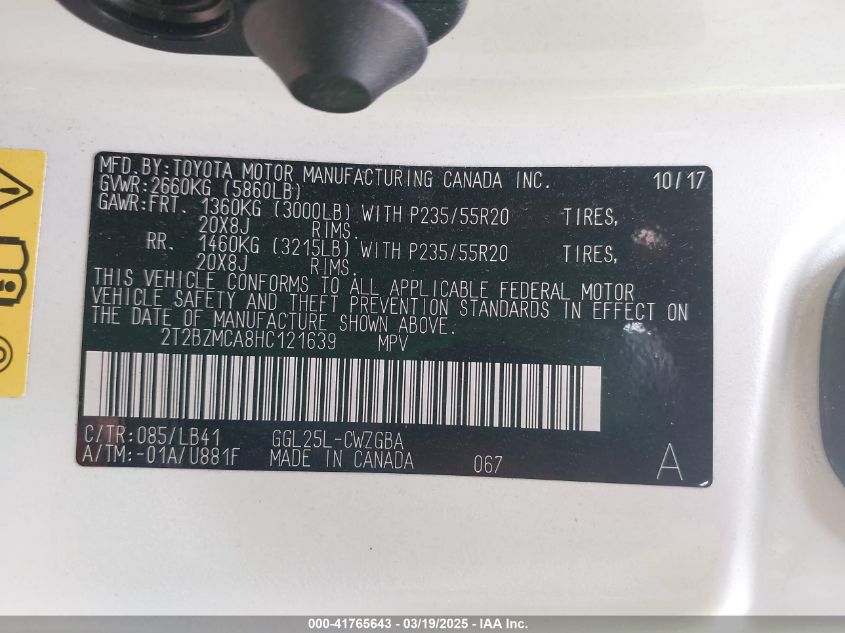 MFD.BY:TOYOTA MOTOR MANUFACTURING CANADA INC. 10/17
GVWR:2660KG (5860LB)
GAWR:FRT. 1360KG (3000LB) WITH P235/55R20 TIRES,
20X8J RIMS.
RR. 1460KG (3215LB) WITH P235/55R20 TIRES,
20X8J RIMS.
THIS VEHICLE CONFORMS TO ALL APPLICABLE FEDERAL MOTOR
VEHICLE SAFETY AND THEFT PREVENTION STANDARDS IN EFFECT ON
THE DATE OF MANUFACTURE SHOWN ABOVE.
2T2BZMCA8HC121639 MPV
C/TR:085/LB41 GGL25L-CWZGBA
A/TM:-01A/U881F MADE IN CANADA 067 A
000-41765643 / 03/19/2025 - IAA Inc.